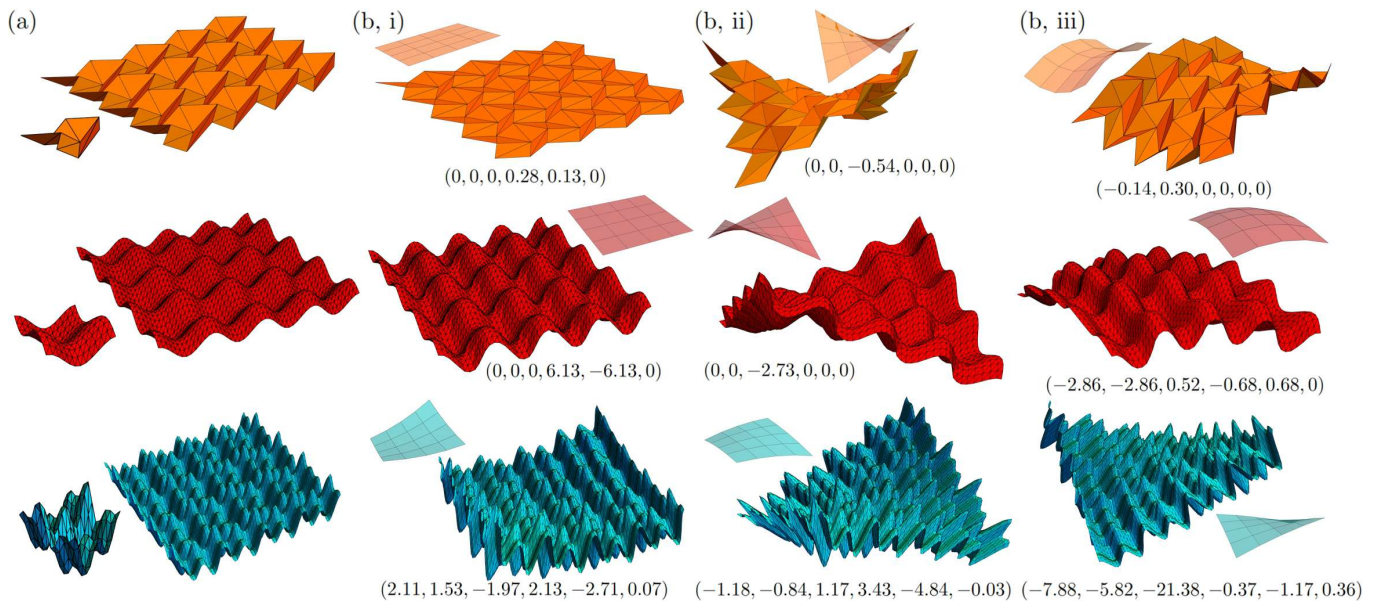 (a)
(b, i)
(b, ii)
(b, iii)
(0, 0, 0, 0.28, 0.13, 0)
(0, 0, −0.54, 0, 0, 0)
(−0.14, 0.30, 0, 0, 0, 0)
(0, 0, 0, 6.13, −6.13, 0)
(0, 0, −2.73, 0, 0, 0)
(−2.86, −2.86, 0.52, −0.68, 0.68, 0)
(2.11, 1.53, −1.97, 2.13, −2.71, 0.07)
(−1.18, −0.84, 1.17, 3.43, −4.84, −0.03)
(−7.88, −5.82, −21.38, −0.37, −1.17, 0.36)